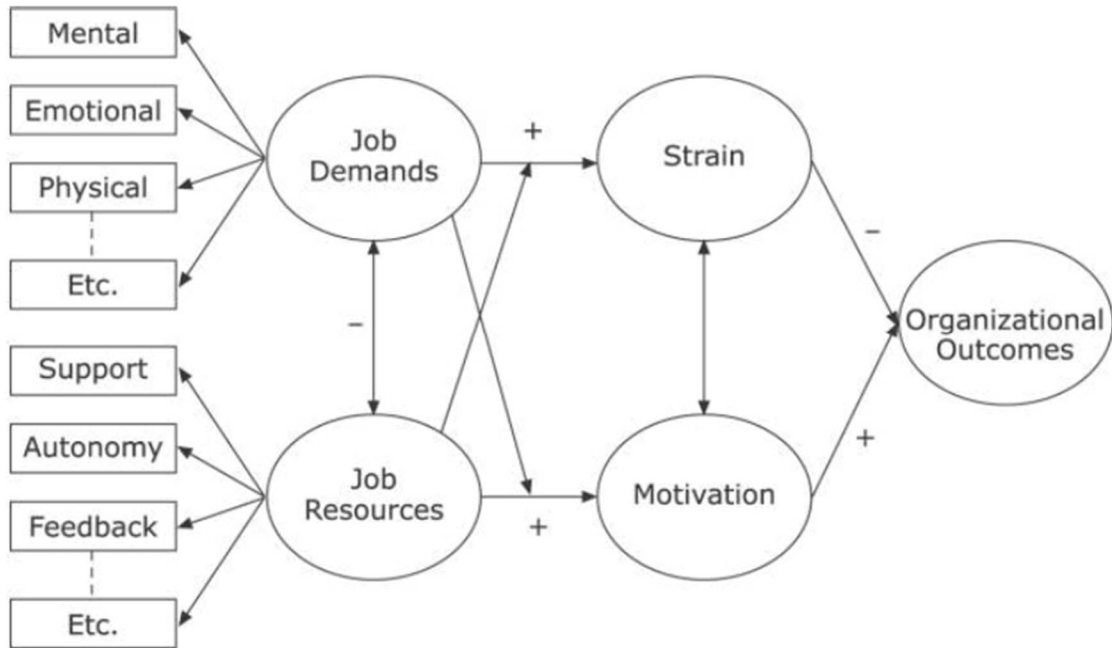 Mental
Emotional
Physical
Etc.
Support
Autonomy
Feedback
Etc.
Job
Demands
Job
Resources
+
–
+
Strain
Motivation
–
+
Organizational
Outcomes